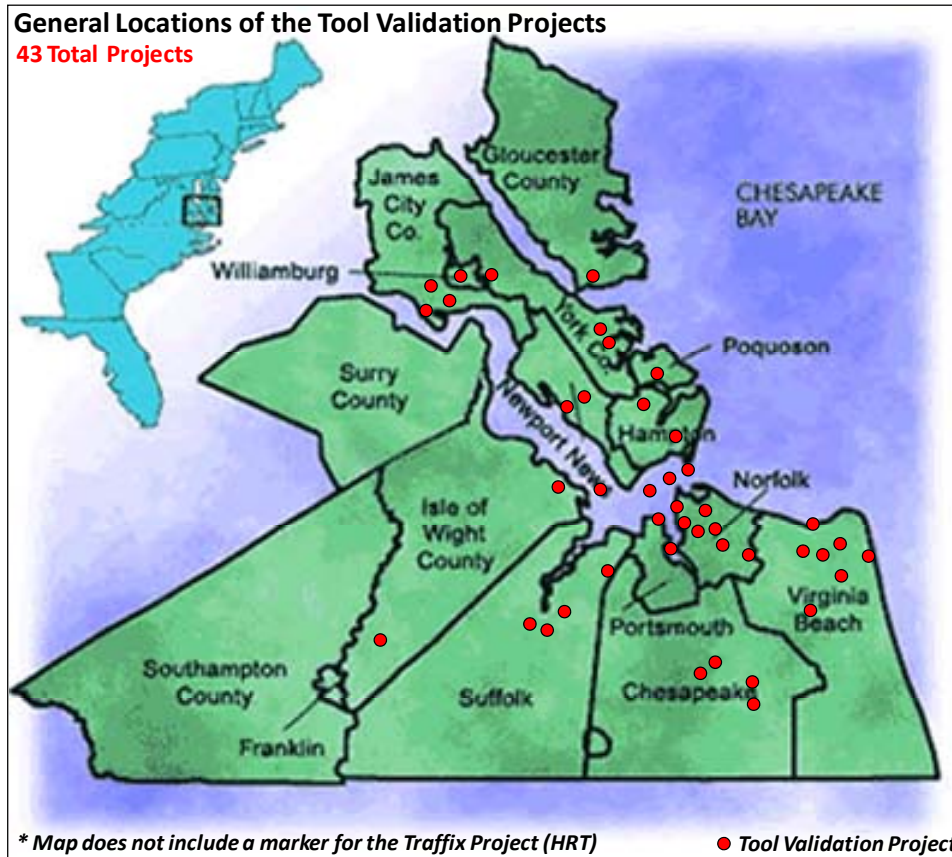 General Locations of the Tool Validation Projects
43 Total Projects
Gloucester
County
James
City
Co.
CHESAPEAKE
BAY
Williamburg
York Co.
Poquoson
Surry
County
Newport News
Hampton
Norfolk
Isle of
Wight
County
Virginia
Beach
Portsmouth
Southampton
County
Suffolk
Chesapeake
Franklin
* Map does not include a marker for the Traffix Project (HRT)
Tool Validation Project